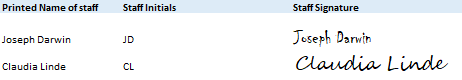 Printed Name of staff Staff Initials Staff Signature
Joseph Darwin JD Joseph Darwin
Claudia Linde CL Claudia Linde